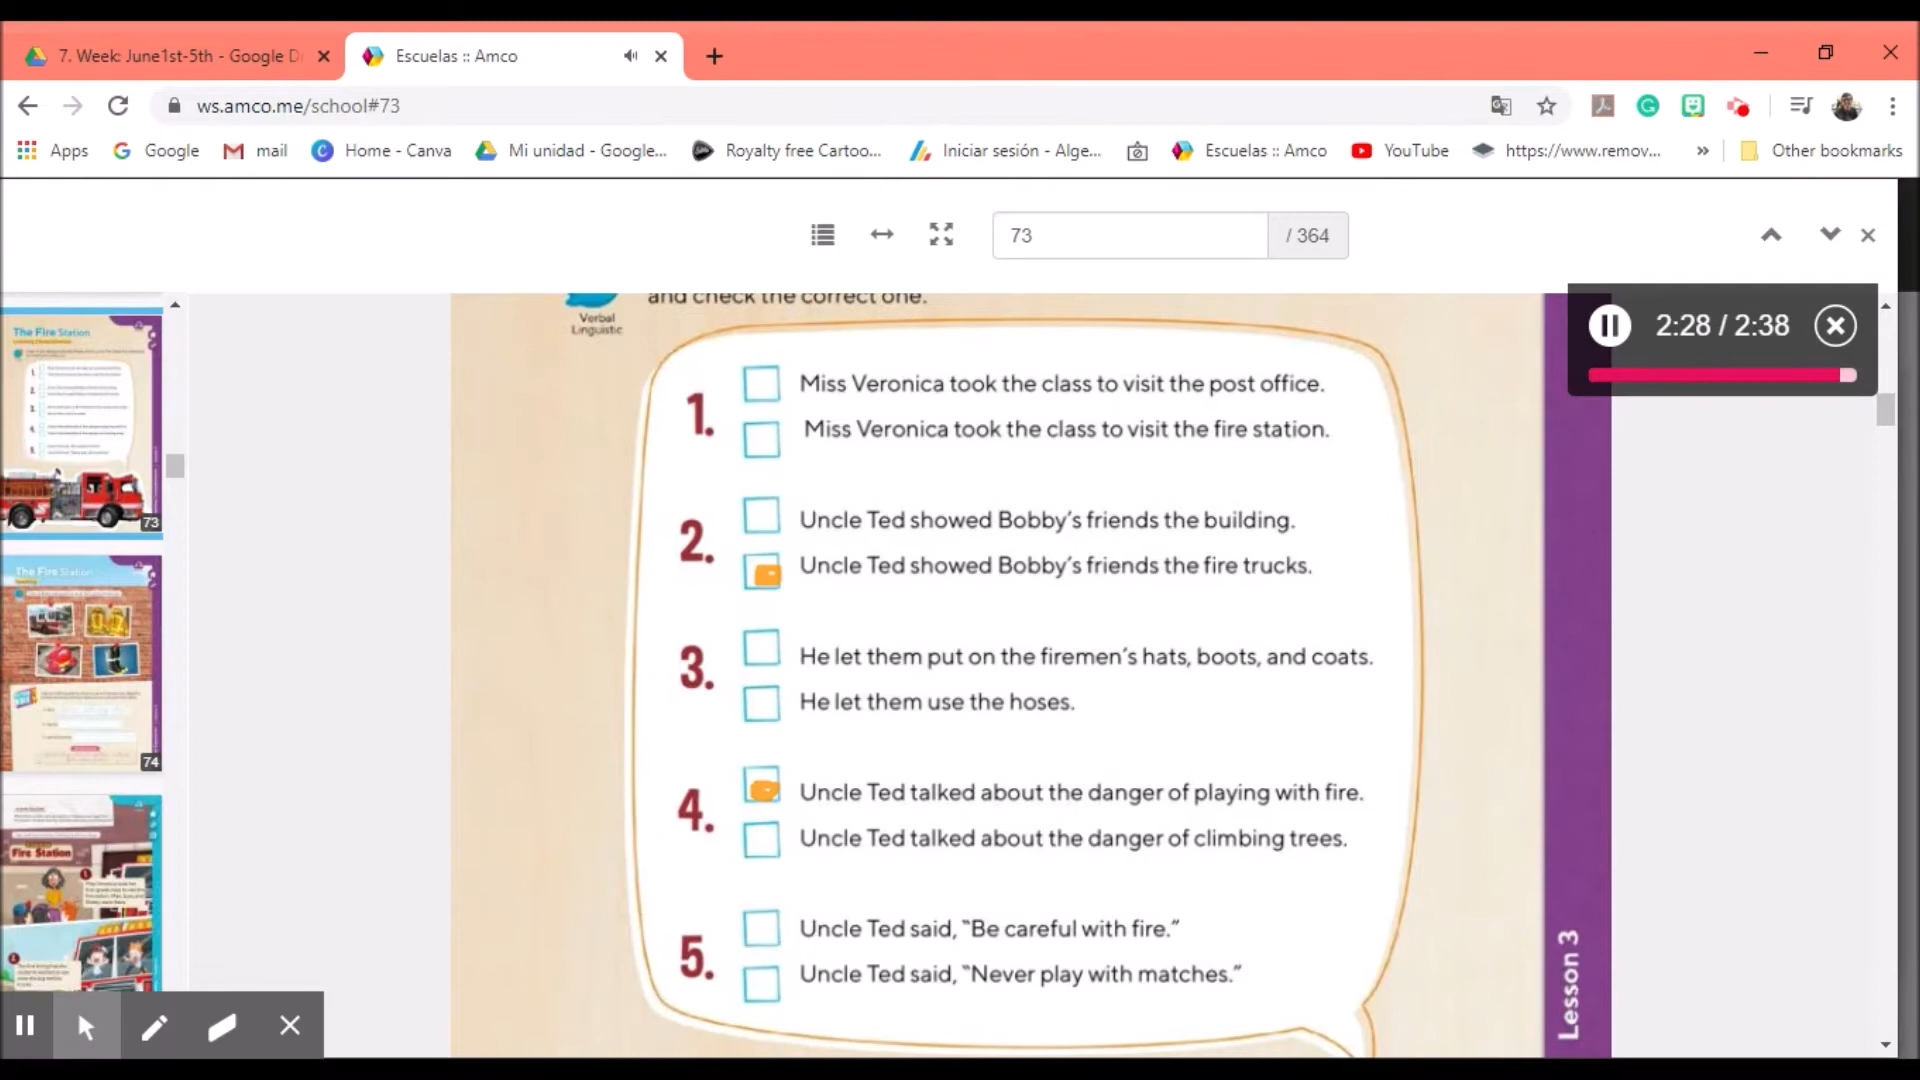 7. Week: June1st-5th - Google D
Escuelas :: Amco
ws.amco.me/school#73
Apps
Google
mail
Home - Canva
Mi unidad - Google...
Royalty free Cartoo...
Iniciar sesión - Alge...
Escuelas :: Amco
YouTube
https://www.remov...
»
Other bookmarks
73
/ 364
and check the correct one.
Verbal
Linguistic
2:28 / 2:38
1.
Miss Veronica took the class to visit the post office.
Miss Veronica took the class to visit the fire station.
2.
Uncle Ted showed Bobby's friends the building.
Uncle Ted showed Bobby's friends the fire trucks.
3.
He let them put on the firemen's hats, boots, and coats.
He let them use the hoses.
4.
Uncle Ted talked about the danger of playing with fire.
Uncle Ted talked about the danger of climbing trees.
5.
Uncle Ted said, “Be careful with fire.”
Uncle Ted said, “Never play with matches.”
Lesson 3
The Fire Station
73
The Fire Station
74
Fire Station